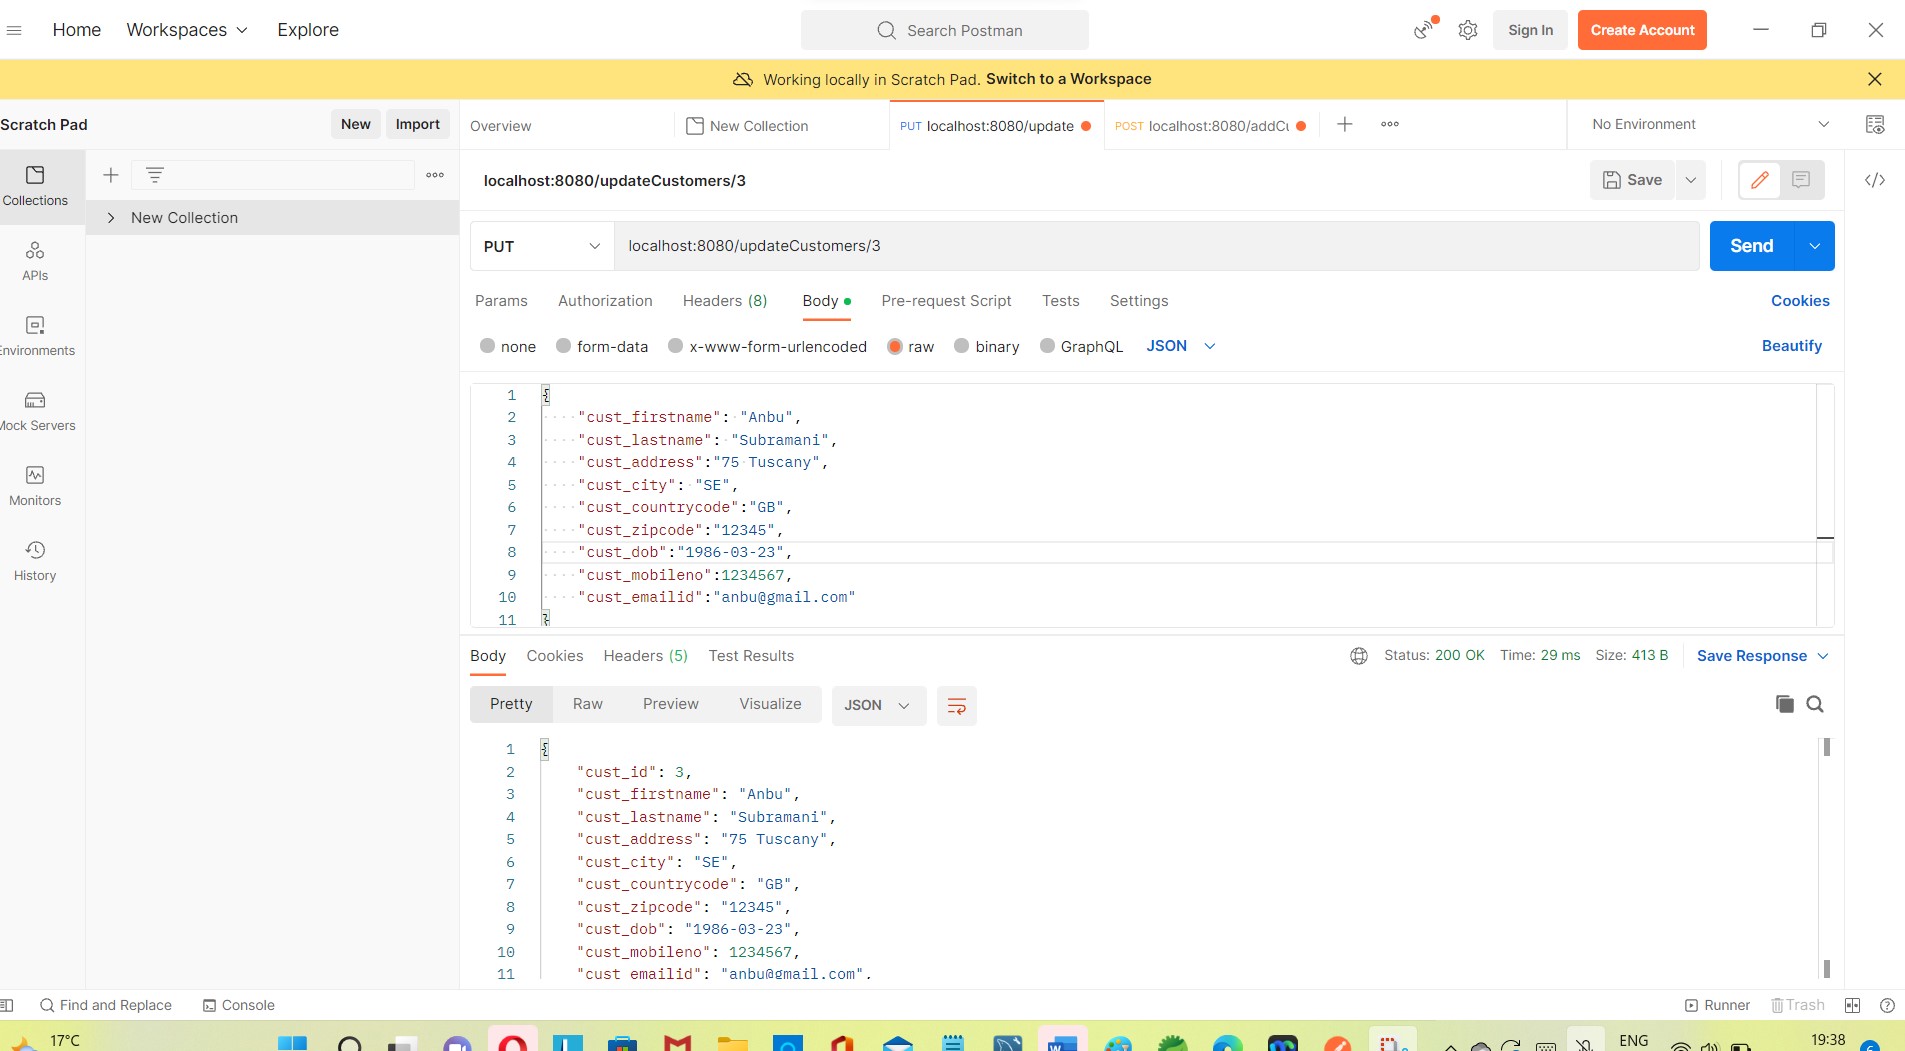 Home Workspaces Explore Search Postman Sign In Create Account
Working locally in Scratch Pad. Switch to a Workspace
Scratch Pad New Import
Overview New Collection PUT localhost:8080/update POST localhost:8080/addCu No Environment
Collections
New Collection
APIs
Environments
Mock Servers
Monitors
History
localhost:8080/updateCustomers/3 Save
PUT localhost:8080/updateCustomers/3 Send
Params Authorization Headers (8) Body Pre-request Script Tests Settings Cookies
none form-data x-www-form-urlencoded raw binary GraphQL JSON Beautify
1 {
2 "cust_firstname": "Anbu",
3 "cust_lastname": "Subramani",
4 "cust_address":"75 Tuscany",
5 "cust_city": "SE",
6 "cust_countrycode":"GB",
7 "cust_zipcode":"12345",
8 "cust_dob":"1986-03-23",
9 "cust_mobileno":1234567,
10 "cust_emailid":"anbu@gmail.com"
11 }
Body Cookies Headers (5) Test Results Status: 200 OK Time: 29 ms Size: 413 B Save Response
Pretty Raw Preview Visualize JSON
1 {
2 "cust_id": 3,
3 "cust_firstname": "Anbu",
4 "cust_lastname": "Subramani",
5 "cust_address": "75 Tuscany",
6 "cust_city": "SE",
7 "cust_countrycode": "GB",
8 "cust_zipcode": "12345",
9 "cust_dob": "1986-03-23",
10 "cust_mobileno": 1234567,
11 "cust_emailid": "anbu@gmail.com",
Find and Replace Console Runner Trash
17°C ENG 19:38